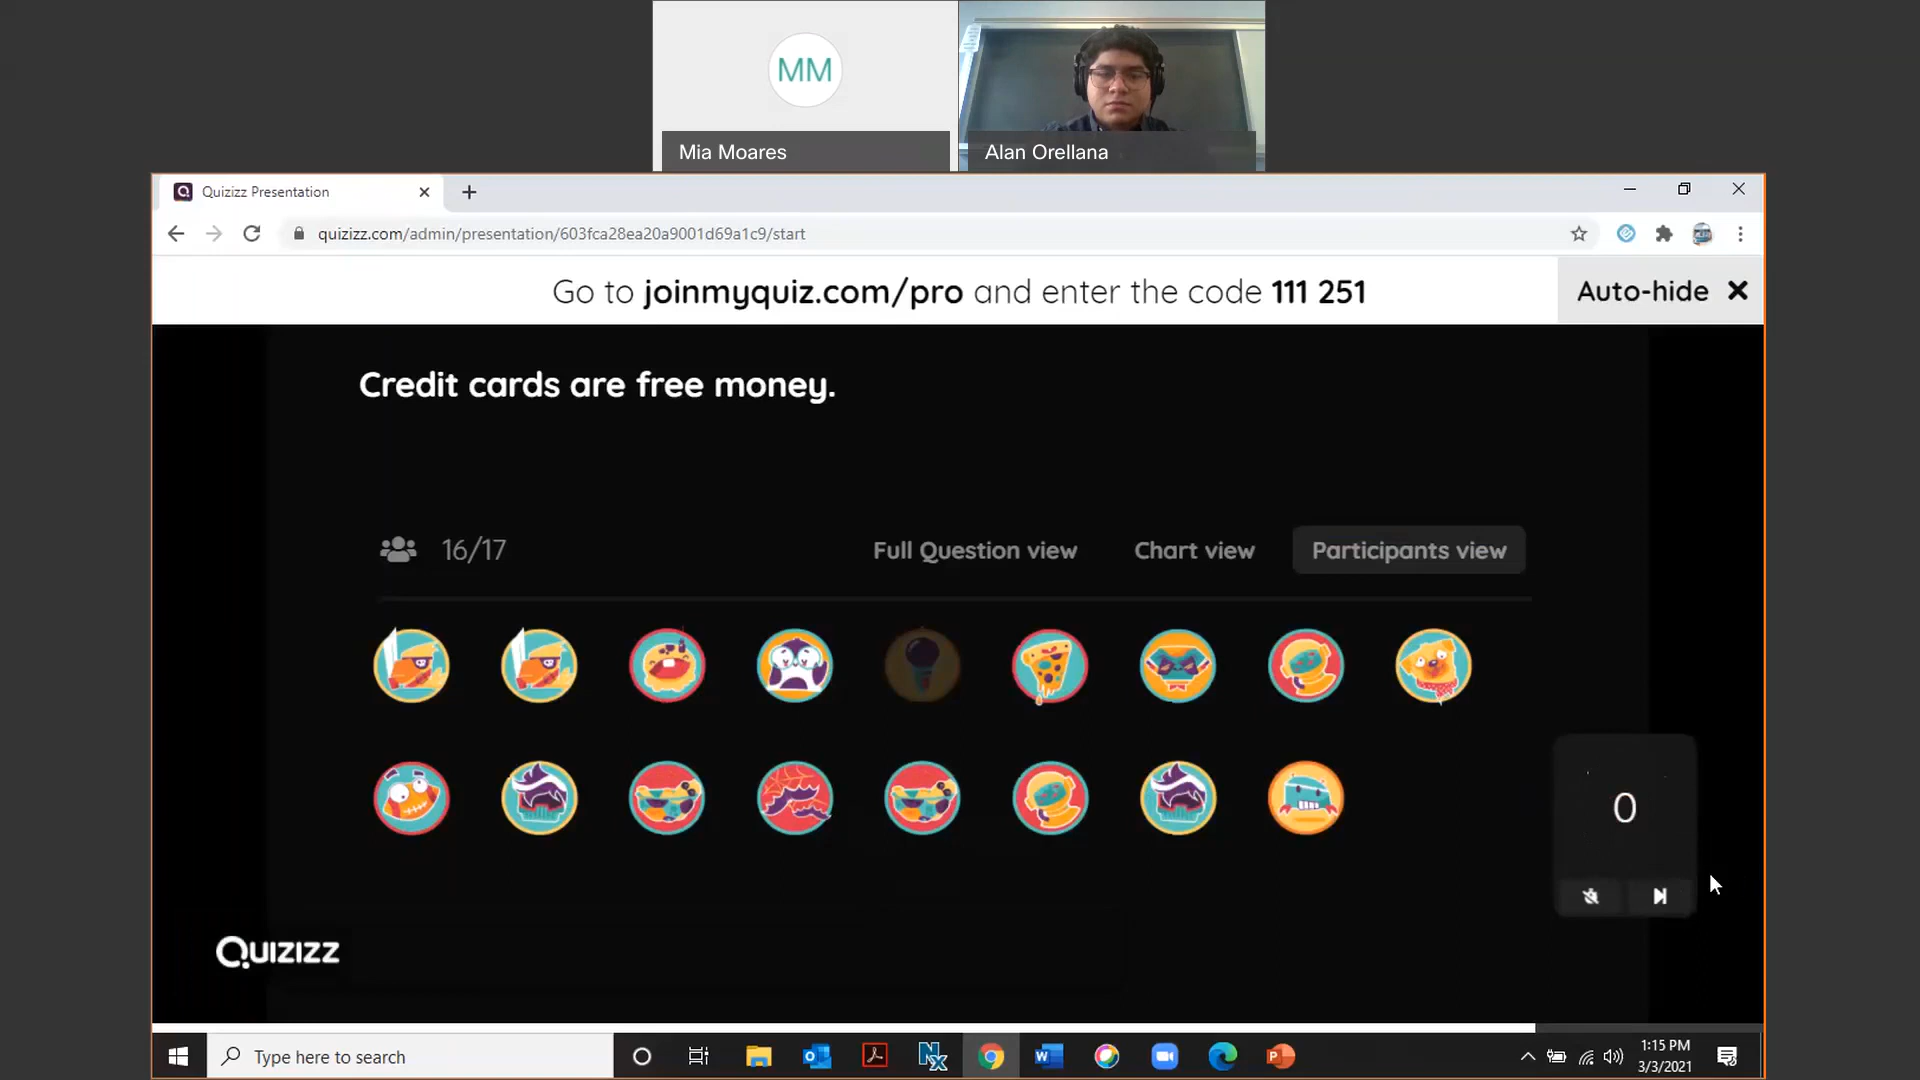 MM
Mia Moares
Alan Orellana
Quizizz Presentation
quizizz.com/admin/presentation/603fca28ea20a9001d69a1c9/start
Go to joinmyquiz.com/pro and enter the code 111 251
Auto-hide
Credit cards are free money.
16/17
Full Question view
Chart view
Participants view
0
Quizizz
Type here to search
1:15 PM
3/3/2021